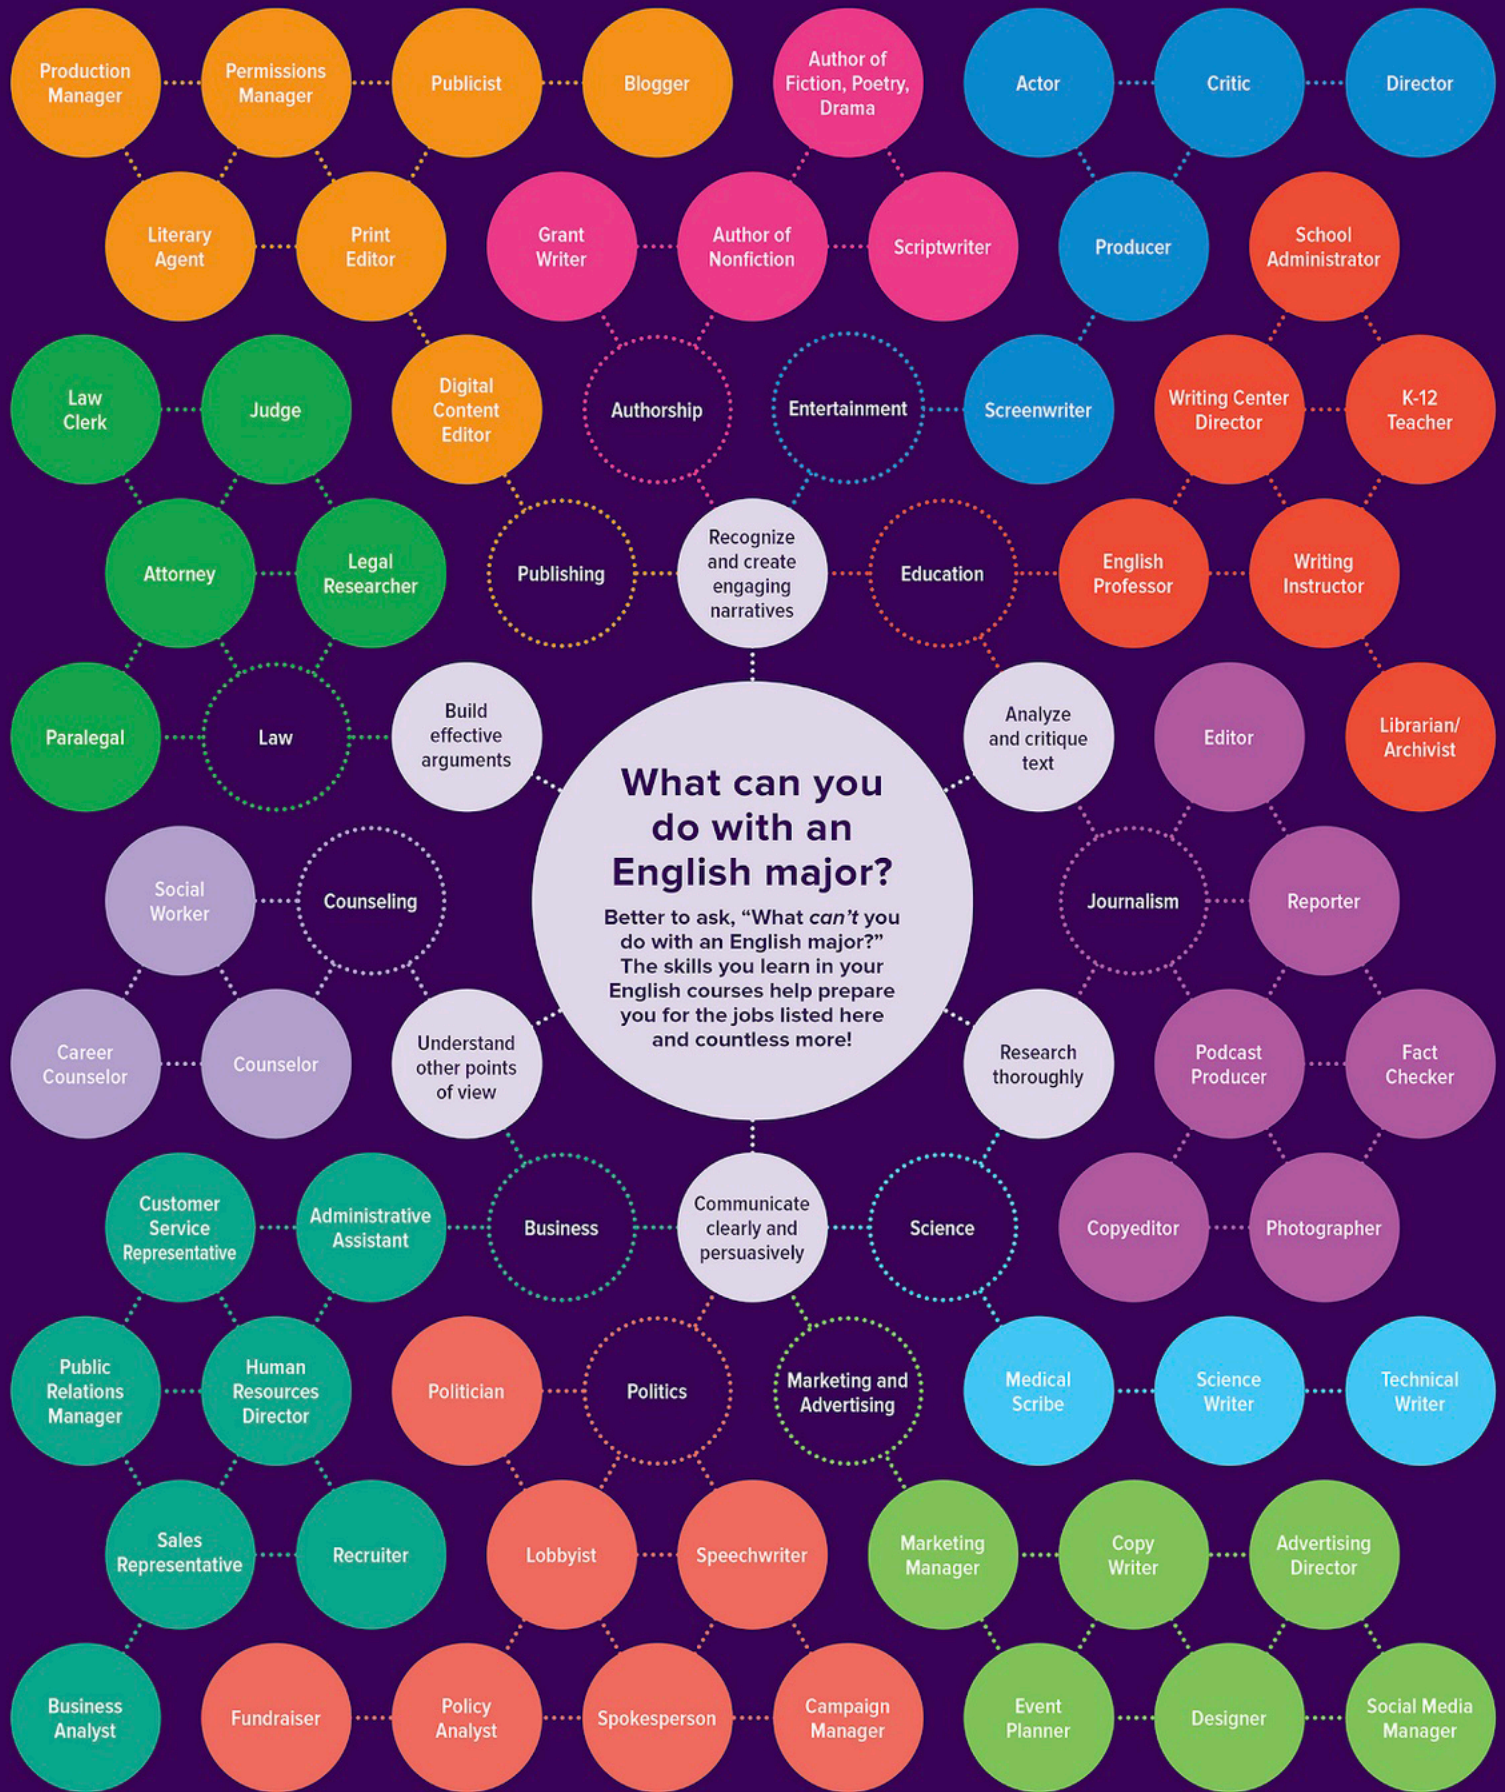 Production
Manager
Permissions
Manager
Publicist
Blogger
Author of
Fiction, Poetry,
Drama
Actor
Critic
Director
Literary
Agent
Print
Editor
Grant
Writer
Author of
Nonfiction
Scriptwriter
Producer
School
Administrator
Law
Clerk
Judge
Digital
Content
Editor
Authorship
Entertainment
Screenwriter
Writing Center
Director
K-12
Teacher
Attorney
Legal
Researcher
Publishing
Recognize
and create
engaging
narratives
Education
English
Professor
Writing
Instructor
Paralegal
Law
Build
effective
arguments
Analyze
and critique
text
Editor
Librarian/
Archivist
What can you
do with an
English major?
Better to ask, “What can’t you
do with an English major?”
The skills you learn in your
English courses help prepare
you for the jobs listed here
and countless more!
Social
Worker
Counseling
Journalism
Reporter
Career
Counselor
Counselor
Understand
other points
of view
Research
thoroughly
Podcast
Producer
Fact
Checker
Customer
Service
Representative
Administrative
Assistant
Business
Communicate
clearly and
persuasively
Science
Copyeditor
Photographer
Public
Relations
Manager
Human
Resources
Director
Politician
Politics
Marketing and
Advertising
Medical
Scribe
Science
Writer
Technical
Writer
Sales
Representative
Recruiter
Lobbyist
Speechwriter
Marketing
Manager
Copy
Writer
Advertising
Director
Business
Analyst
Fundraiser
Policy
Analyst
Spokesperson
Campaign
Manager
Event
Planner
Designer
Social Media
Manager